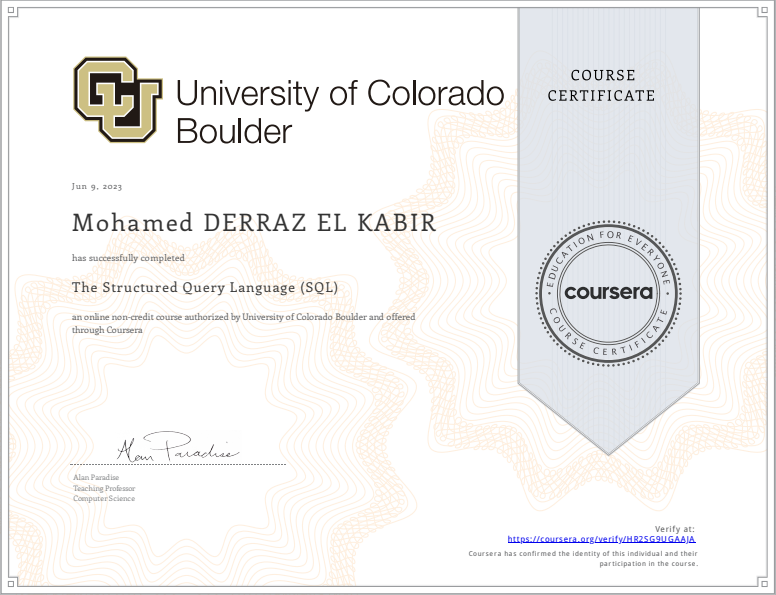 University of Colorado
Boulder
COURSE
CERTIFICATE
Jun 9, 2023
Mohamed DERRAZ EL KABIR
has successfully completed
The Structured Query Language (SQL)
an online non-credit course authorized by University of Colorado Boulder and offered
through Coursera
EDUCATION FOR EVERYONE
coursera
COURSE CERTIFICATE
Alan Paradise
Alan Paradise
Teaching Professor
Computer Science
Verify at:
https://coursera.org/verify/HR2SG9UGAAJA
Coursera has confirmed the identity of this individual and their
participation in the course.